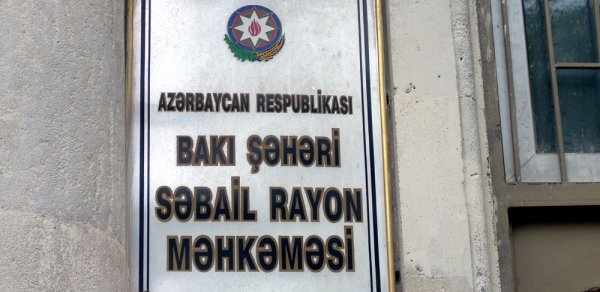 AZƏRBAYCAN RESPUBLİKASI
BAKI ŞƏHƏRİ
SƏBAİL RAYON
MƏHKƏMƏSİ